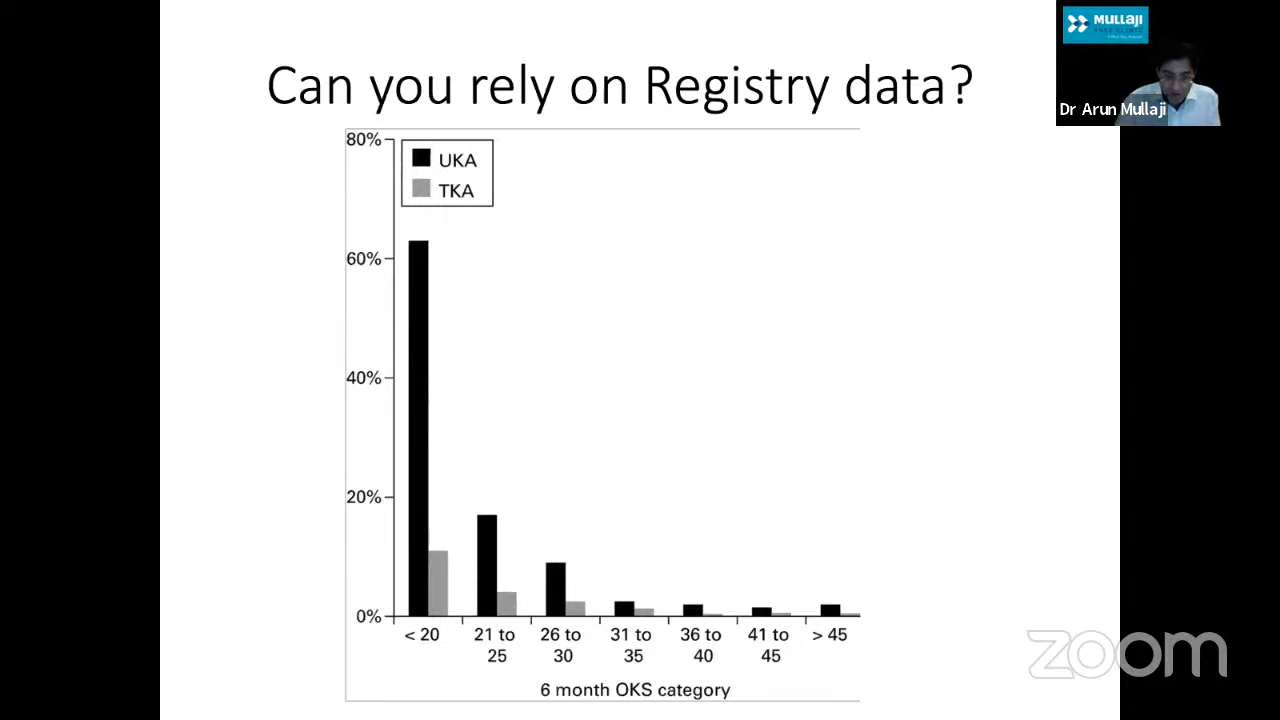 Can you rely on Registry data?
MULLAJI
KNEE CLINIC
Dr Arun Mullaji
80%
60%
40%
20%
0%
UKA
TKA
< 20
21 to 25
26 to 30
31 to 35
36 to 40
41 to 45
> 45
6 month OKS category
zoom